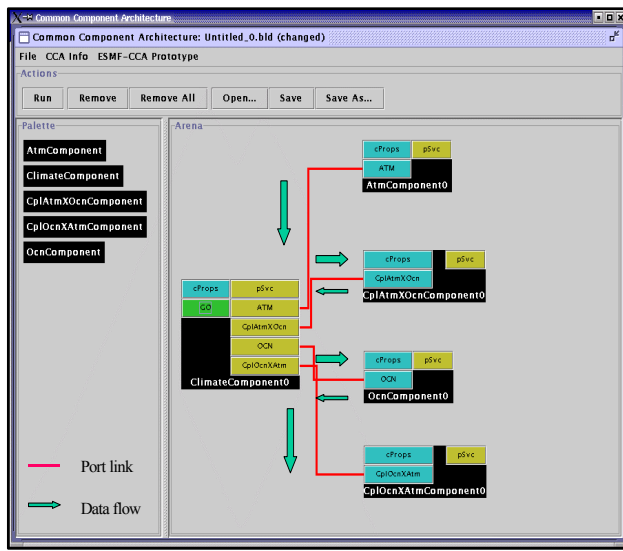 Common Component Architecture
Common Component Architecture: Untitled_0.bld (changed)
File CCA Info ESMF-CCA Prototype
Actions
Run Remove Remove All Open... Save Save As...
Palette
AtmComponent
ClimateComponent
CplAtmXOcnComponent
CplOcnXAtmComponent
OcnComponent
Port link
Data flow
Arena
cProps pSvc
ATM
AtmComponent0
cProps pSvc
CplAtmXOcn
CplAtmXOcnComponent0
cProps pSvc
GO ATM
CplAtmXOcn
OCN
CplOcnXAtm
ClimateComponent0
cProps pSvc
OCN
OcnComponent0
cProps pSvc
CplOcnXAtm
CplOcnXAtmComponent0